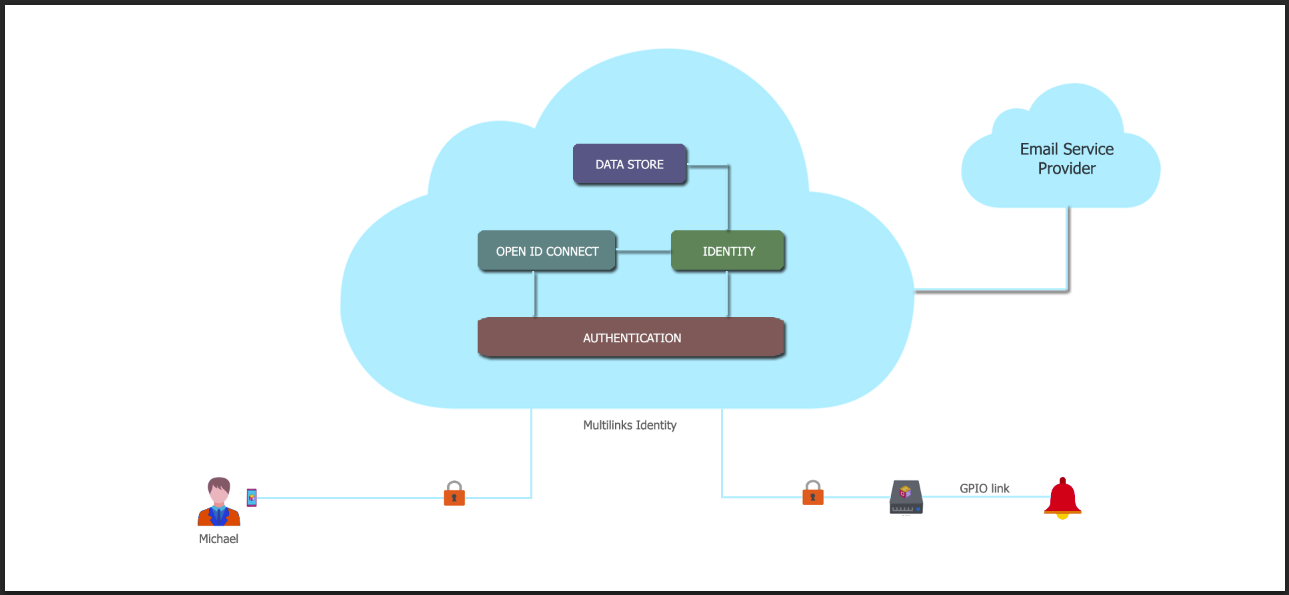 DATA STORE
Email Service
Provider
OPEN ID CONNECT
IDENTITY
AUTHENTICATION
Multilinks Identity
GPIO link
Michael